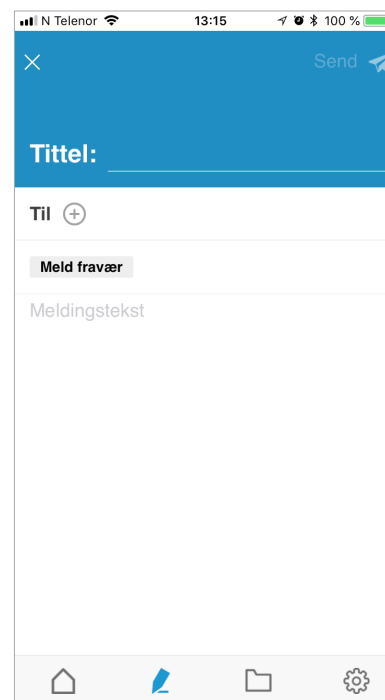 N Telenor 13:15 100 %
Send
Tittel:
Til
Meld fravær
Meldingstekst